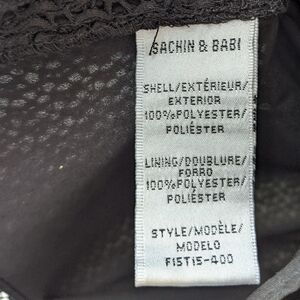 SACHIN & BABI
SHELL/EXTÉRIEUR/
EXTERIOR
100%POLYESTER/
POLIÉSTER
LINING/DOUBLURE/
FORRO
100%POLYESTER/
POLIÉSTER
STYLE/MODÈLE/
MODELO
F15T15-400